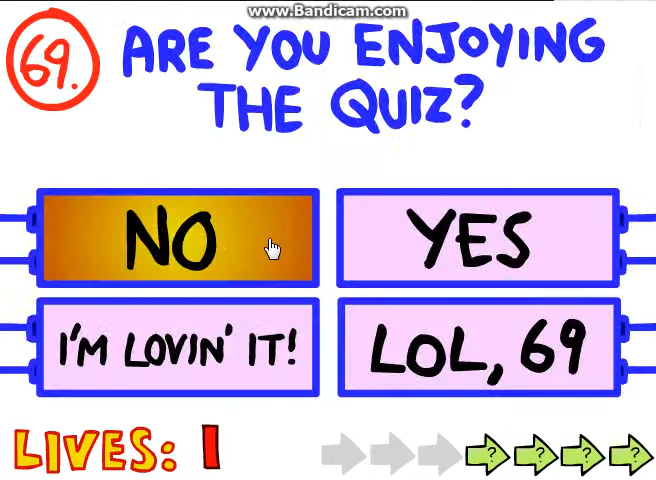 www.Bandicam.com
69.
ARE YOU ENJOYING
THE QUIZ?
NO
YES
I'M LOVIN' IT!
LOL, 69
LIVES: 1
? ? ? ?